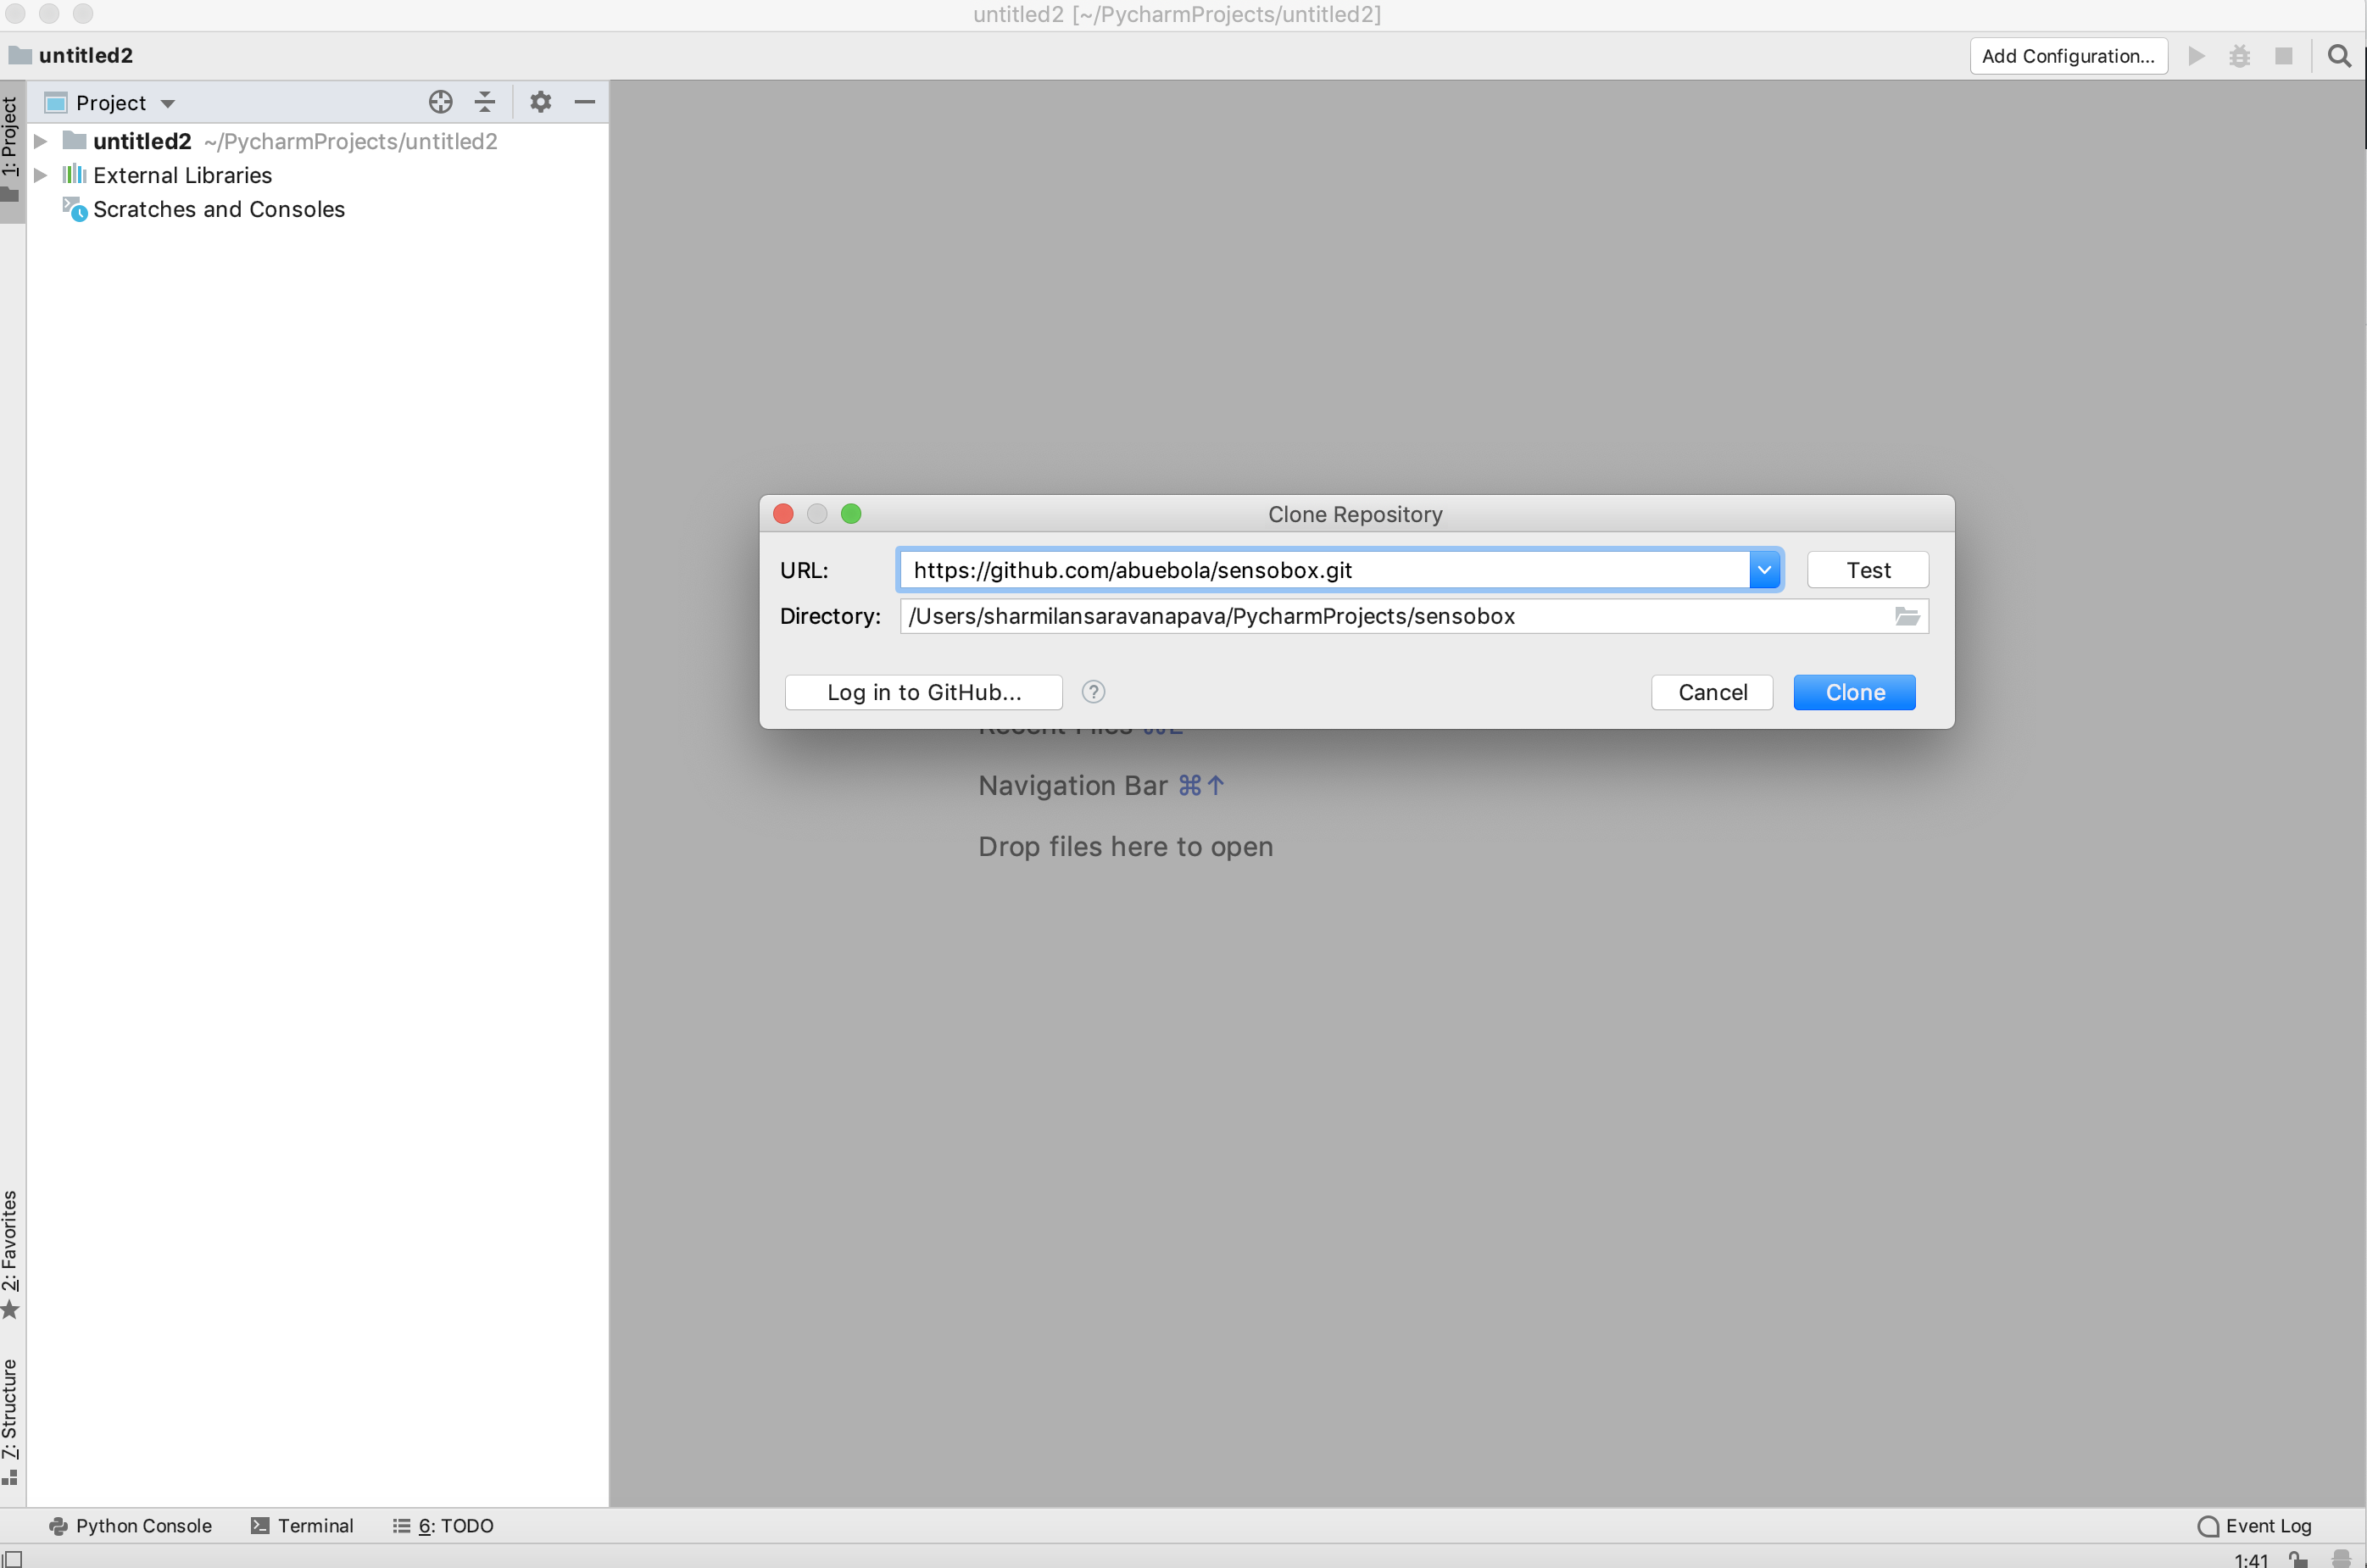 untitled2 [~/PycharmProjects/untitled2]
untitled2
Add Configuration...
Project
1: Project
untitled2 ~/PycharmProjects/untitled2
External Libraries
Scratches and Consoles
Clone Repository
URL: https://github.com/abuebola/sensobox.git Test
Directory: /Users/sharmilansaravanapava/PycharmProjects/sensobox
Log in to GitHub... ? Cancel Clone
Recent Files ⌘E
Navigation Bar ⌘↑
Drop files here to open
2: Favorites
7: Structure
Python Console Terminal 6: TODO Event Log
1:41